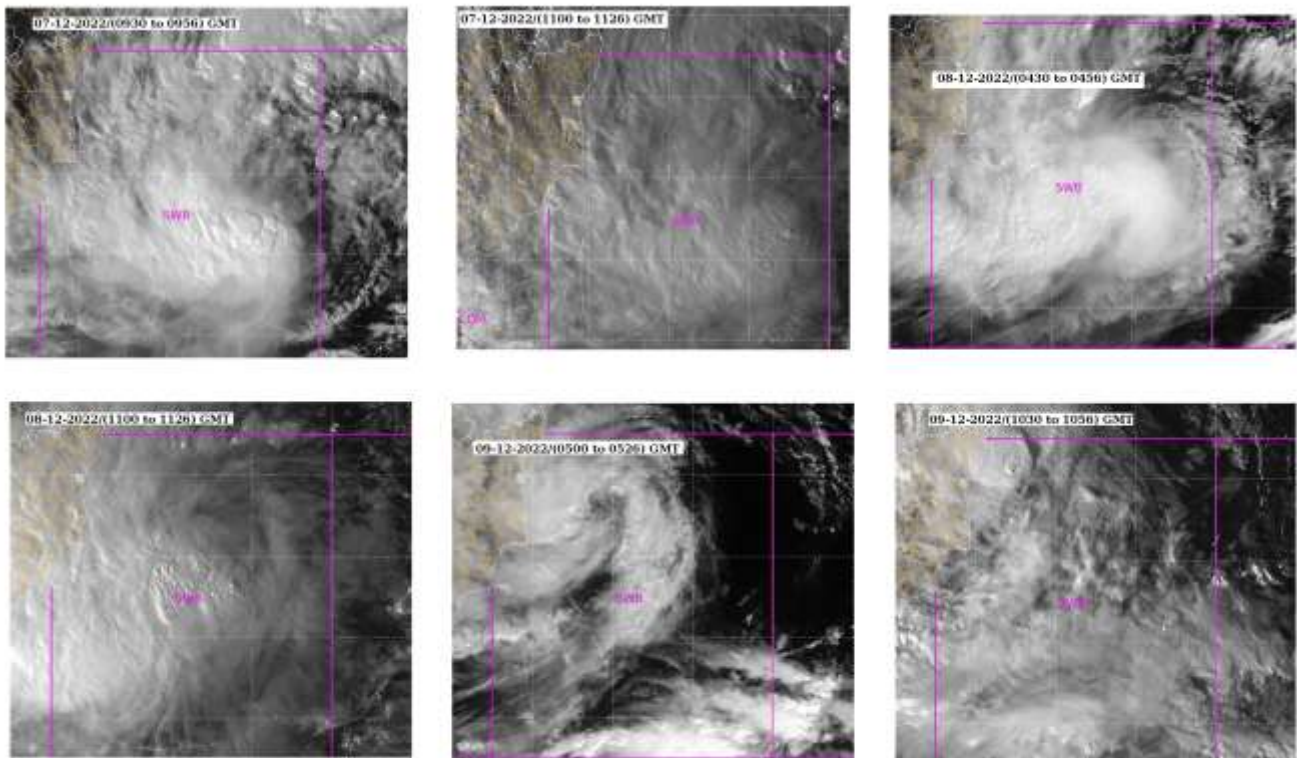 07-12-2022/(0930 to 0956) GMT
SWB
07-12-2022/(1100 to 1126) GMT
08-12-2022/(0430 to 0456) GMT
SWB
08-12-2022/(1100 to 1126) GMT
SWB
09-12-2022/(0500 to 0526) GMT
SWB
09-12-2022/(1030 to 1056) GMT
SWB